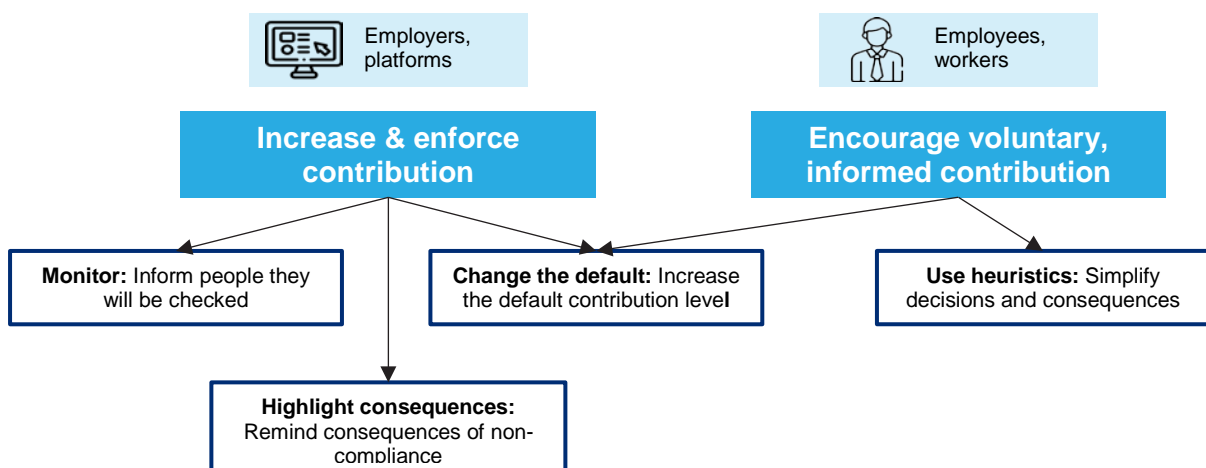 Employers,
platforms
Employees,
workers
Increase & enforce
contribution
Encourage voluntary,
informed contribution
Monitor: Inform people they
will be checked
Change the default: Increase
the default contribution level
Use heuristics: Simplify
decisions and consequences
Highlight consequences:
Remind consequences of non-
compliance